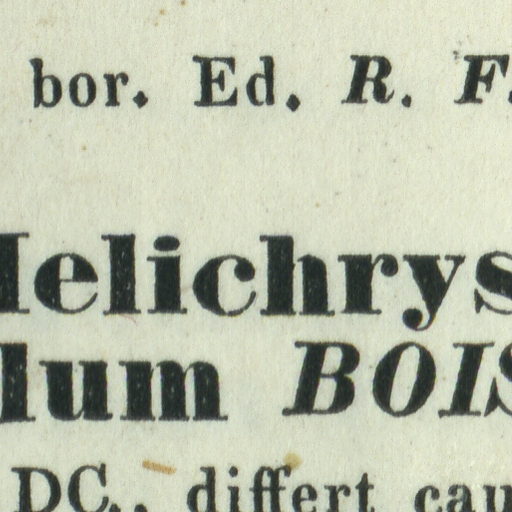 bor. Ed. R. F.
Helichrys
lum BOIS
DC., differt cau